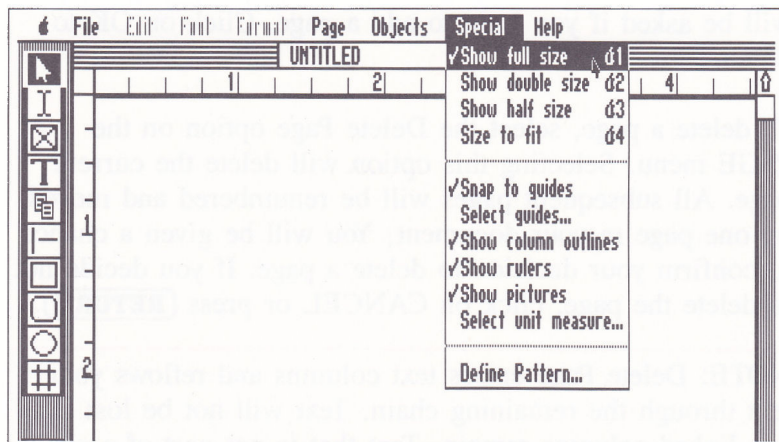 File Edit Font Format Page Objects Special Help
UNTITLED
✓Show full size 1
Show double size 2
Show half size 3
Size to fit 4
✓Snap to guides
Select guides...
✓Show column outlines
✓Show rulers
✓Show pictures
Select unit measure...
Define Pattern...
1 2 4
1
2
T